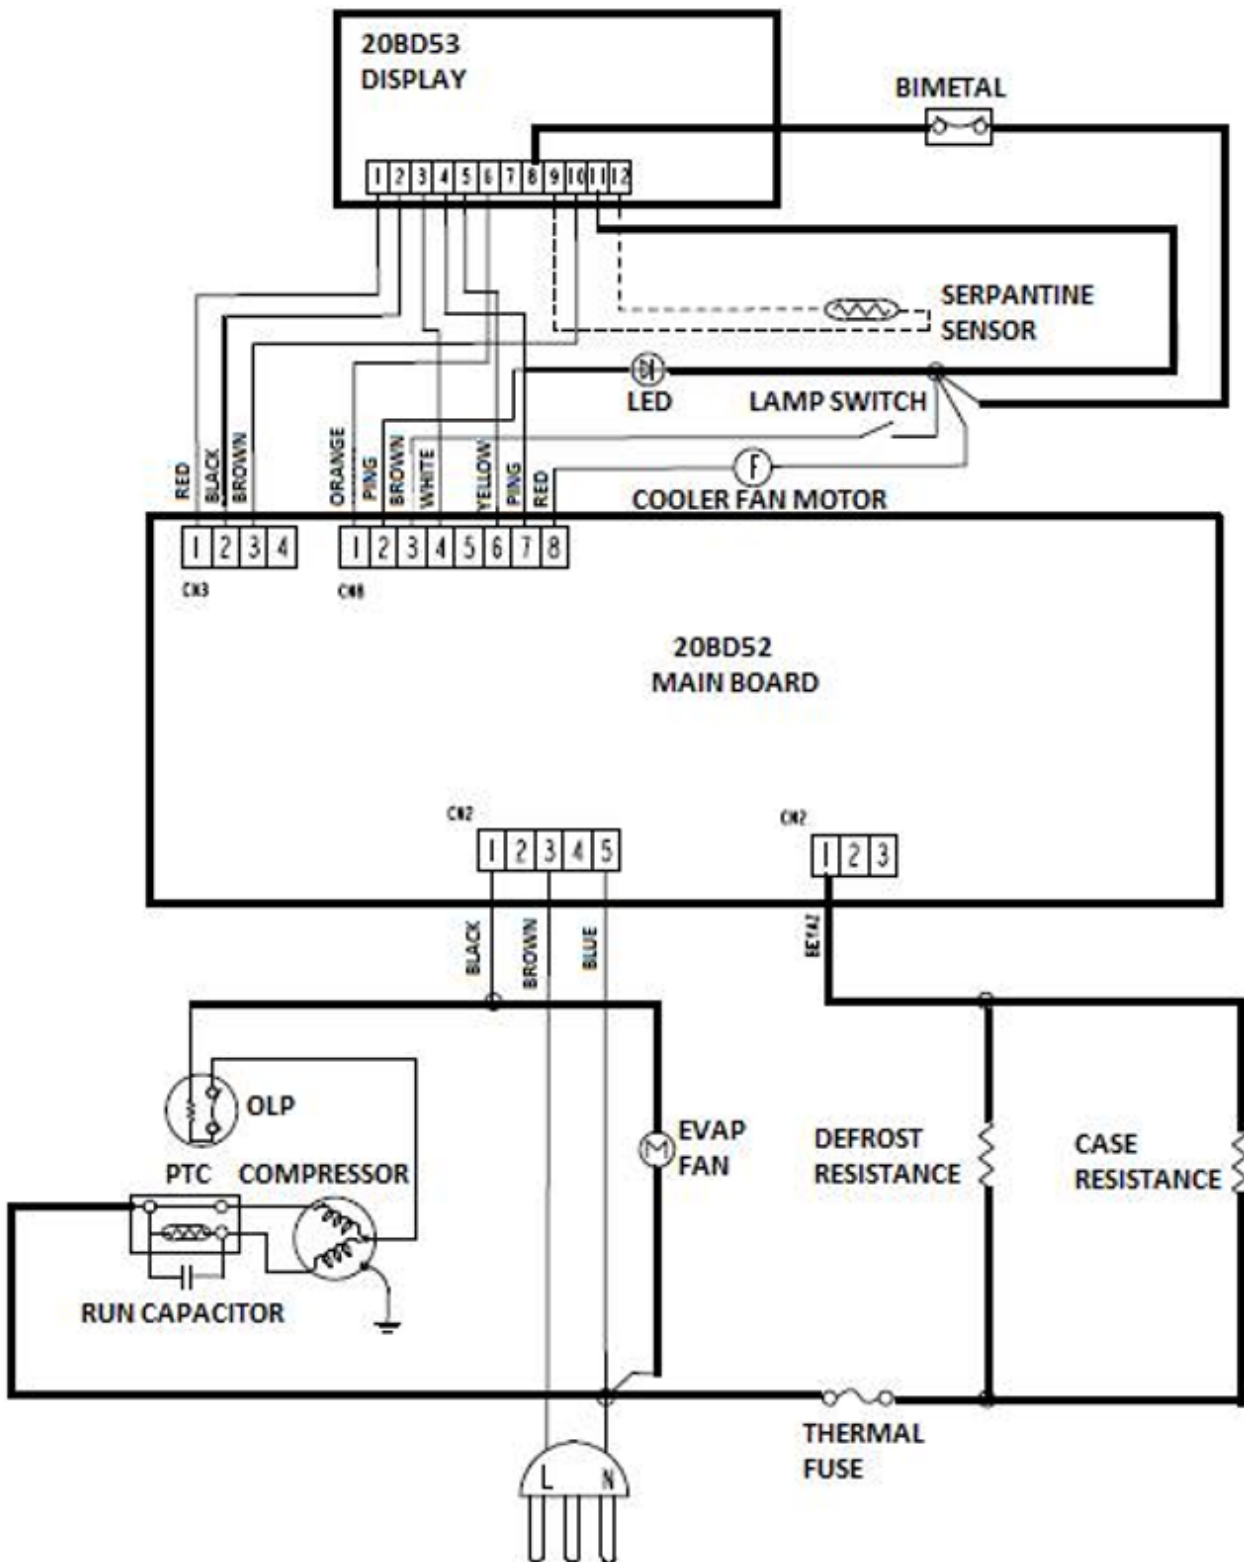 20BD53
DISPLAY
BIMETAL
1 2 3 4 5 6 7 8 9 10 11 12
SERPANTINE
SENSOR
LED
LAMP SWITCH
RED
BLACK
BROWN
ORANGE
PING
BROWN
WHITE
YELLOW
PING
RED
F
COOLER FAN MOTOR
1 2 3 4
1 2 3 4 5 6 7 8
CN3
CN8
20BD52
MAIN BOARD
CN2
CN2
1 2 3 4 5
1 2 3
BLACK
BROWN
BLUE
BEYAZ
OLP
EVAP
FAN
M
DEFROST
RESISTANCE
CASE
RESISTANCE
PTC
COMPRESSOR
RUN CAPACITOR
THERMAL
FUSE
L
N